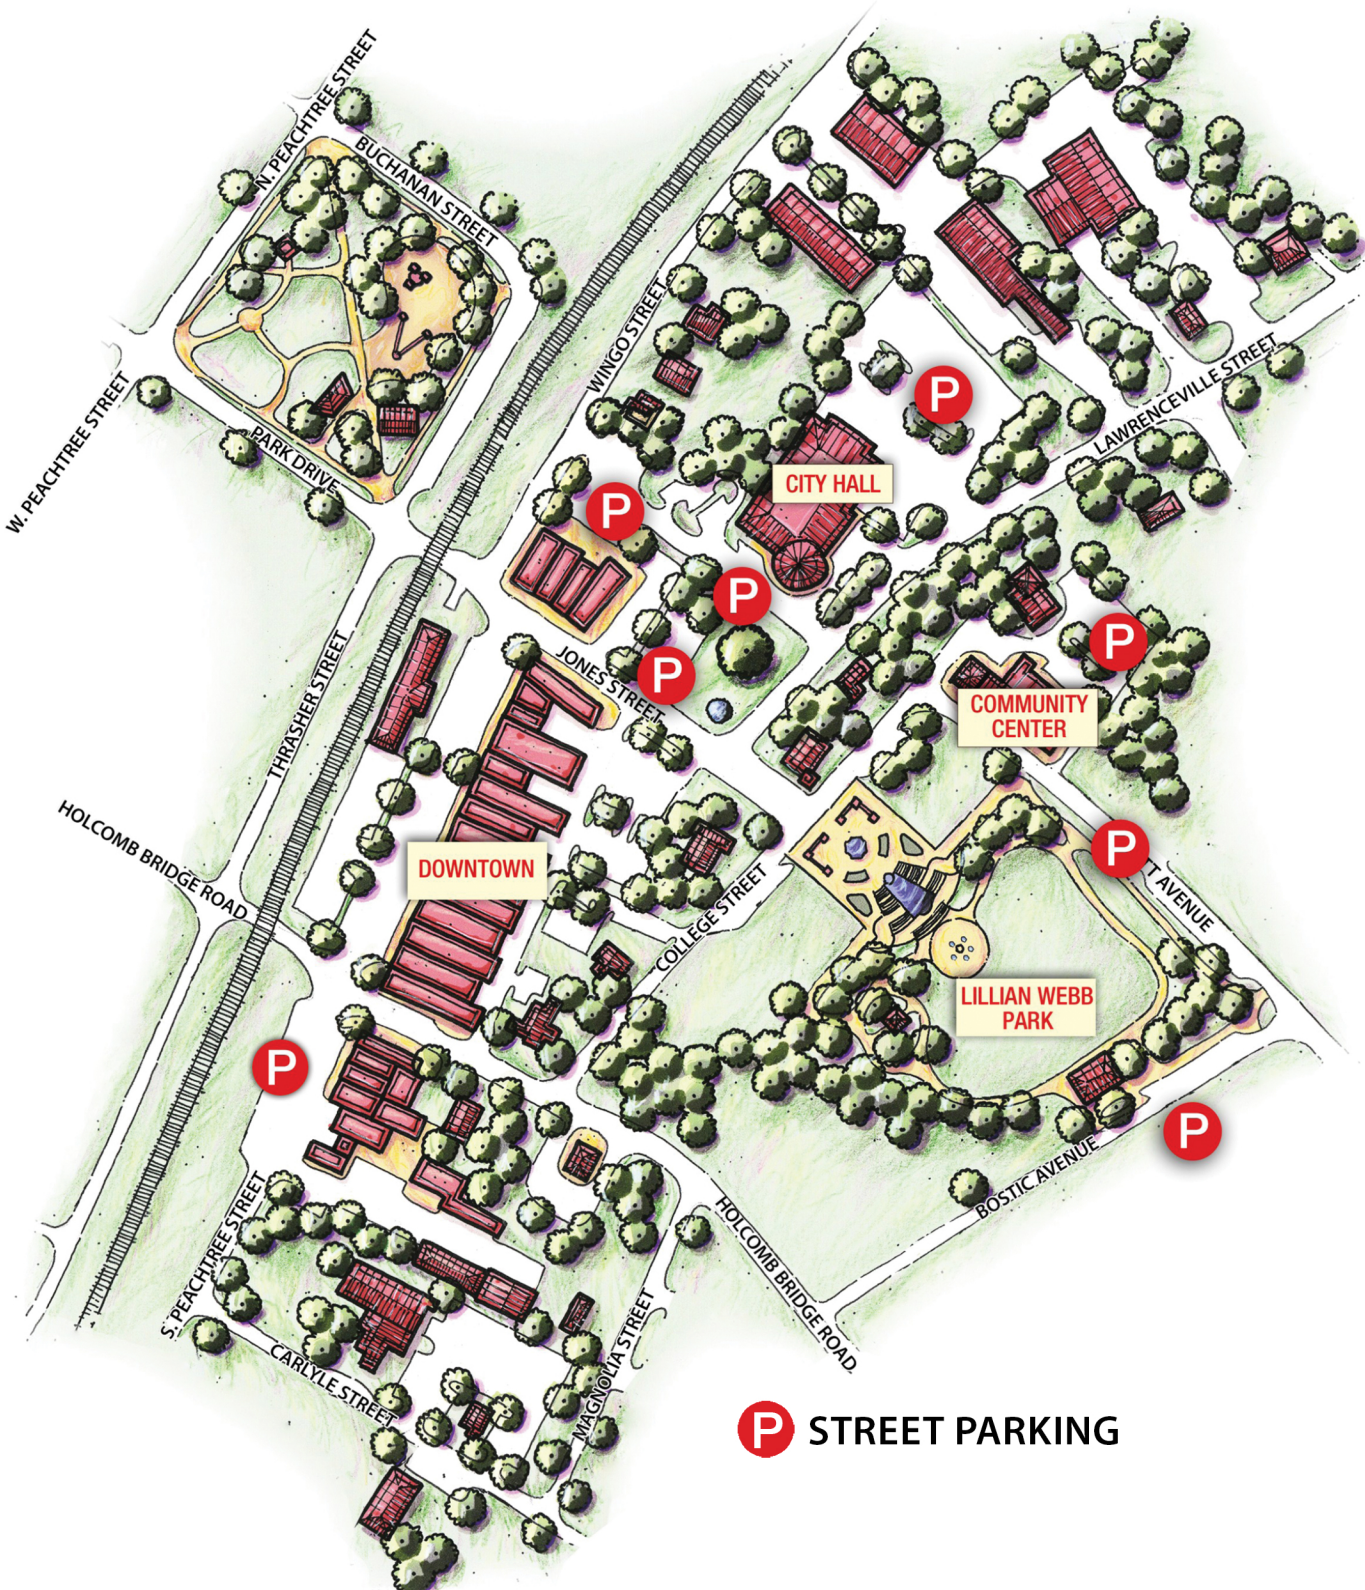 N. PEACHTREE STREET
BUCHANAN STREET
W. PEACHTREE STREET
PARK DRIVE
WINGO STREET
LAWRENCEVILLE STREET
P
CITY HALL
P
P
P
P
JONES STREET
THRASHER STREET
COMMUNITY
CENTER
HOLCOMB BRIDGE ROAD
DOWNTOWN
COLLEGE STREET
P
TT AVENUE
LILLIAN WEBB
PARK
P
P
BOSTIC AVENUE
S. PEACHTREE STREET
HOLCOMB BRIDGE ROAD
CARLYLE STREET
MAGNOLIA STREET
P STREET PARKING